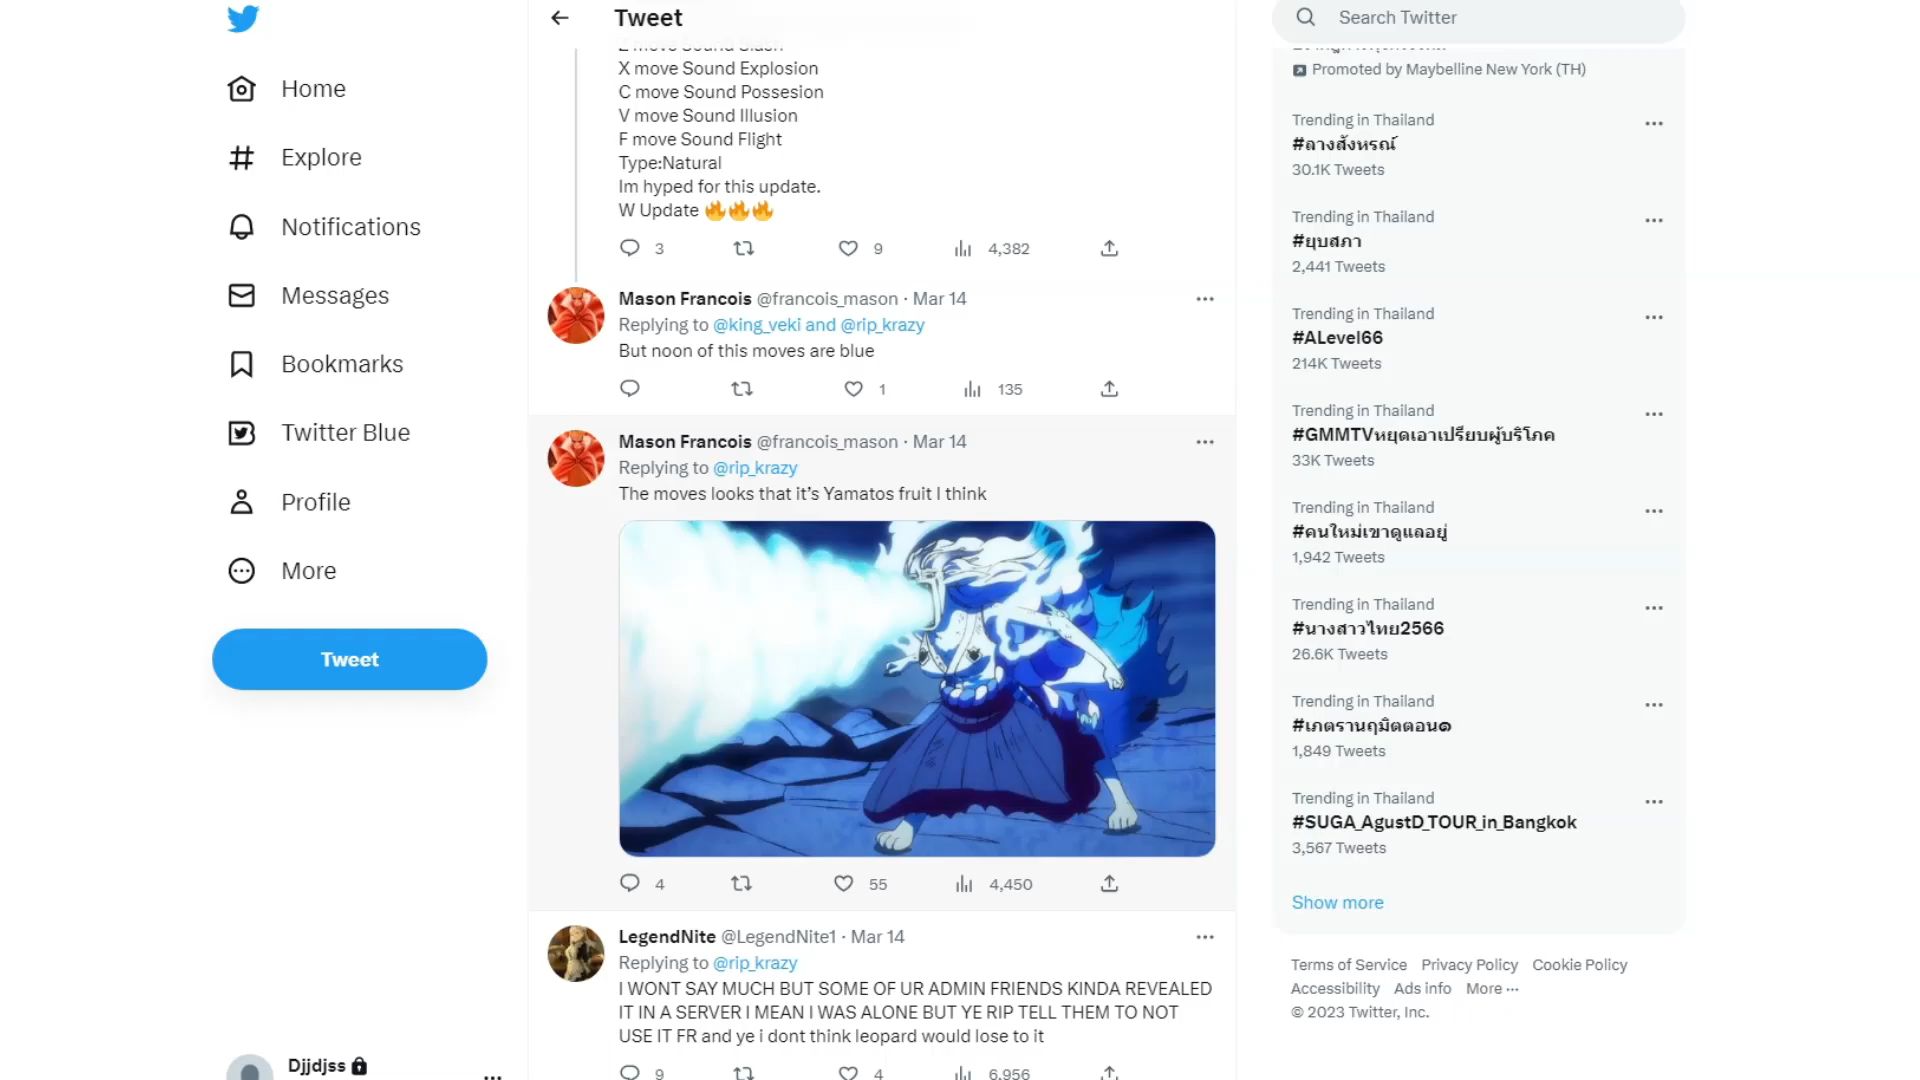 Home
Explore
Notifications
Messages
Bookmarks
Twitter Blue
Profile
More
Tweet
Djjdjss
Tweet
Z move Sound Slash
X move Sound Explosion
C move Sound Possesion
V move Sound Illusion
F move Sound Flight
Type:Natural
Im hyped for this update.
W Update 🔥🔥🔥
3 9 4,382
Mason Francois @francois_mason · Mar 14
Replying to @king_veki and @rip_krazy
But noon of this moves are blue
1 135
Mason Francois @francois_mason · Mar 14
Replying to @rip_krazy
The moves looks that it's Yamatos fruit I think
4 55 4,450
LegendNite @LegendNite1 · Mar 14
Replying to @rip_krazy
I WONT SAY MUCH BUT SOME OF UR ADMIN FRIENDS KINDA REVEALED
IT IN A SERVER I MEAN I WAS ALONE BUT YE RIP TELL THEM TO NOT
USE IT FR and ye i dont think leopard would lose to it
9 4 6,956
Search Twitter
Promoted by Maybelline New York (TH)
Trending in Thailand
#ลางสังหรณ์
30.1K Tweets
Trending in Thailand
#ยุบสภา
2,441 Tweets
Trending in Thailand
#ALevel66
214K Tweets
Trending in Thailand
#GMMTVหยุดเอาเปรียบผู้บริโภค
33K Tweets
Trending in Thailand
#คนใหม่เขาดูแลอยู่
1,942 Tweets
Trending in Thailand
#นางสาวไทย2566
26.6K Tweets
Trending in Thailand
#เภตรานฤมิตตอน๑
1,849 Tweets
Trending in Thailand
#SUGA_AgustD_TOUR_in_Bangkok
3,567 Tweets
Show more
Terms of Service Privacy Policy Cookie Policy
Accessibility Ads info More ···
© 2023 Twitter, Inc.